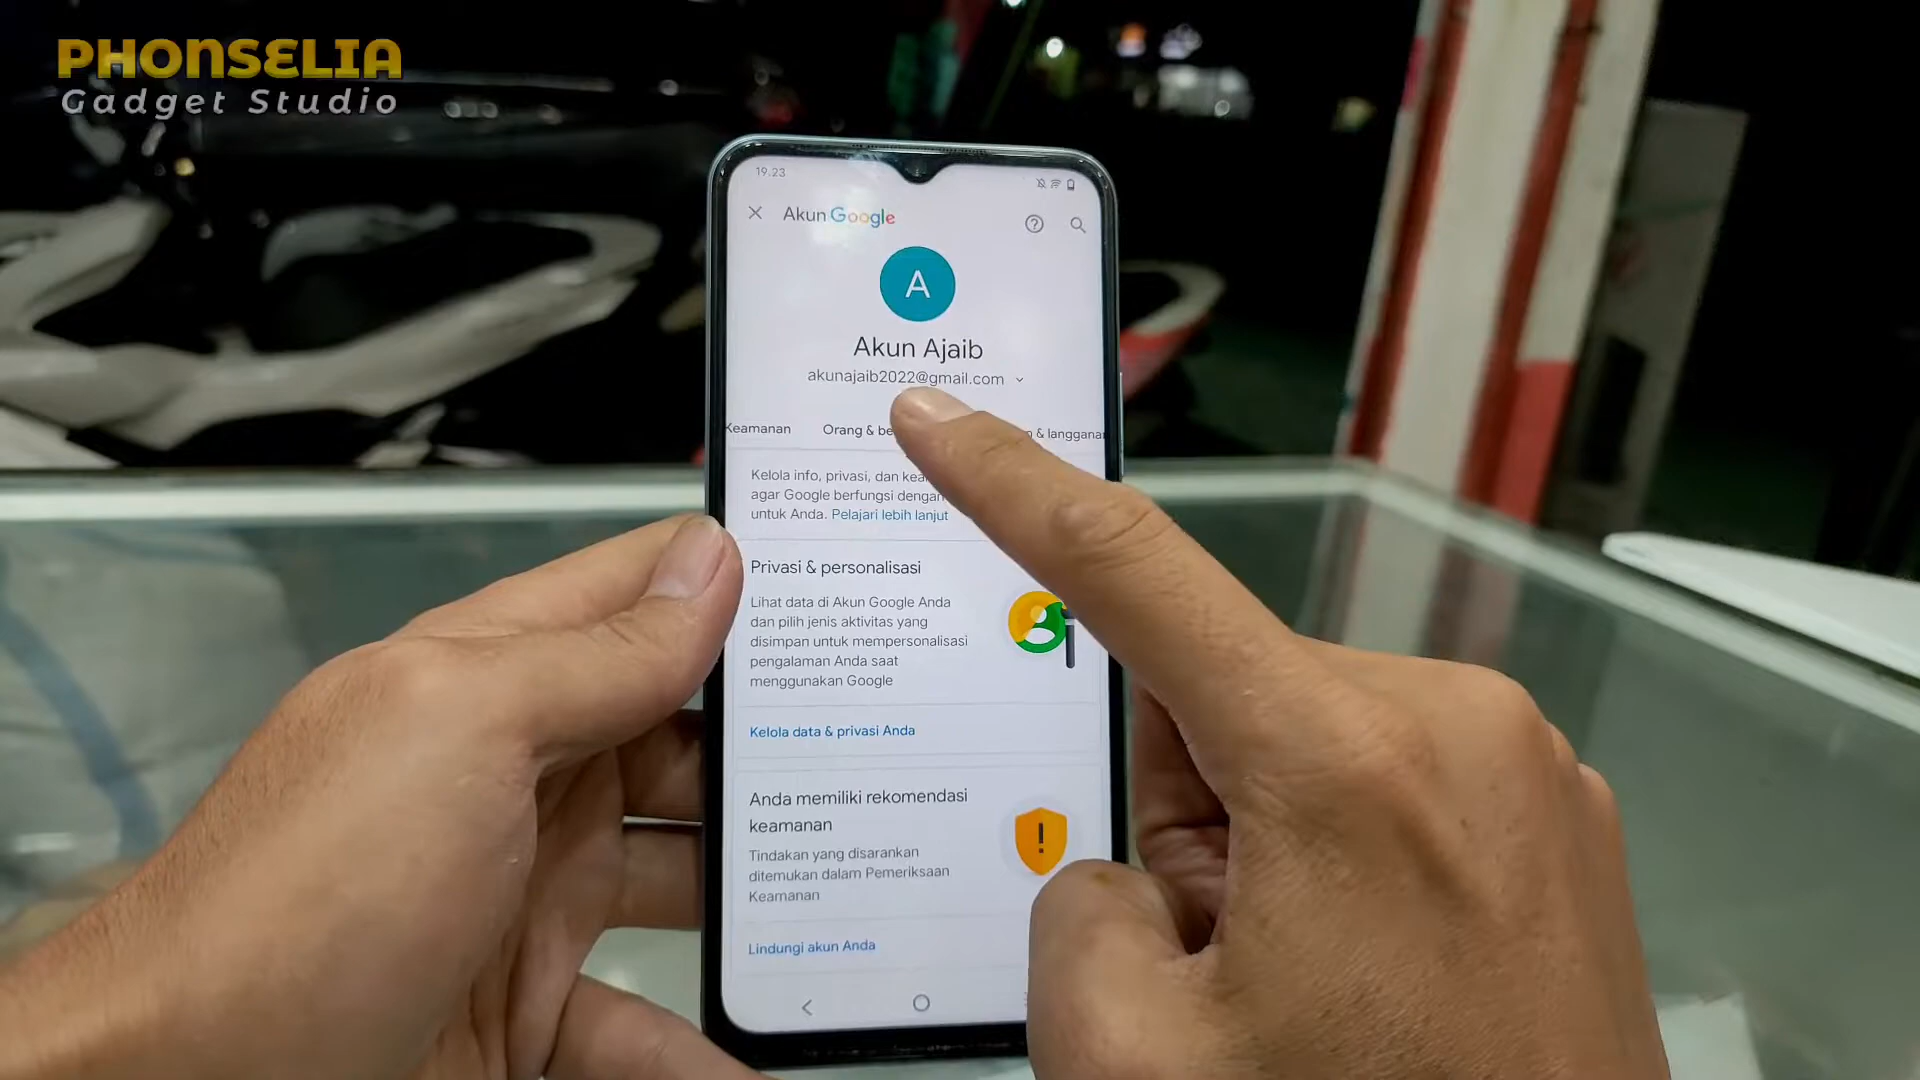 PHONSELIA
Gadget Studio
19.23
Akun Google
A
Akun Ajaib
akunajaib2022@gmail.com
Keamanan Orang & & langganan
Kelola info, privasi, dan
agar Google berfungsi dengan
untuk Anda. Pelajari lebih lanjut
Privasi & personalisasi
Lihat data di Akun Google Anda
dan pilih jenis aktivitas yang
disimpan untuk mempersonalisasi
pengalaman Anda saat
menggunakan Google
Kelola data & privasi Anda
Anda memiliki rekomendasi
keamanan
Tindakan yang disarankan
ditemukan dalam Pemeriksaan
Keamanan
Lindungi akun Anda